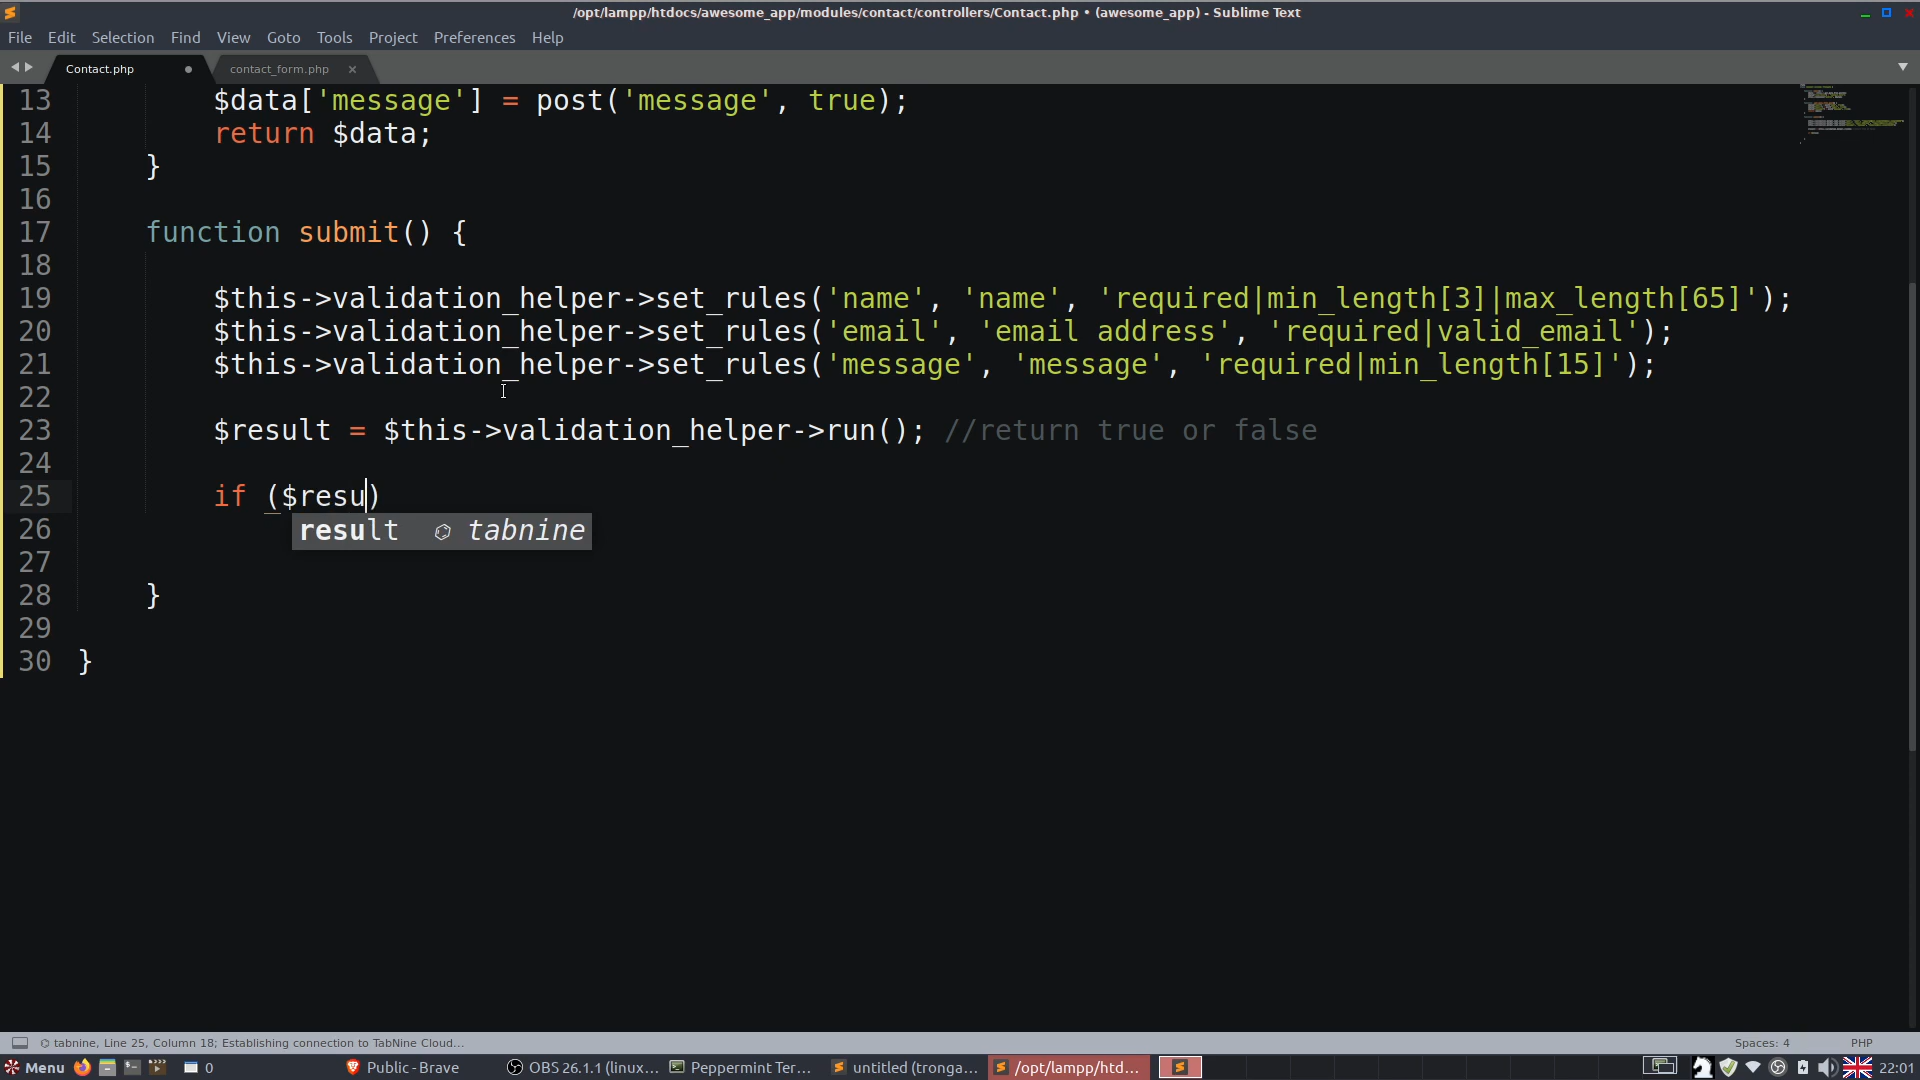 /opt/lampp/htdocs/awesome_app/modules/contact/controllers/Contact.php • (awesome_app) - Sublime Text
File Edit Selection Find View Goto Tools Project Preferences Help
Contact.php contact_form.php
13 $data['message'] = post('message', true);
14 return $data;
15 }
16
17 function submit() {
18
19 $this->validation_helper->set_rules('name', 'name', 'required|min_length[3]|max_length[65]');
20 $this->validation_helper->set_rules('email', 'email address', 'required|valid_email');
21 $this->validation_helper->set_rules('message', 'message', 'required|min_length[15]');
22
23 $result = $this->validation_helper->run(); //return true or false
24
25 if ($resu)
26 result tabnine
27
28 }
29
30 }
tabnine, Line 25, Column 18; Establishing connection to TabNine Cloud... Spaces: 4 PHP
Menu 0 Public - Brave OBS 26.1.1 (linux... Peppermint Ter... untitled (tronga... /opt/lampp/htd... 22:01